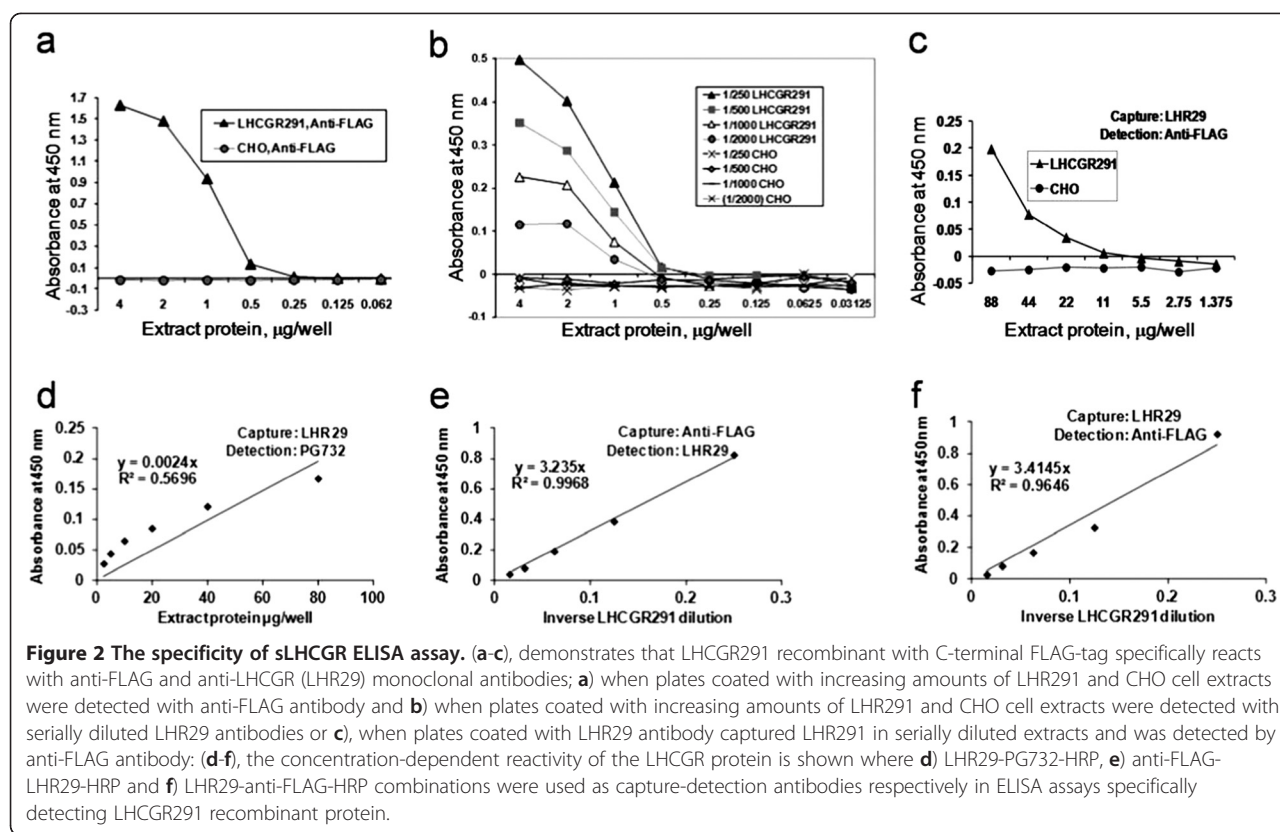 a
Absorbance at 450 nm
1.7
1.5
1.3
1.1
0.9
0.7
0.5
0.3
0.1
-0.1
-0.3
LHCGR291,Anti-FLAG
CHO,Anti-FLAG
4 2 1 0.5 0.25 0.125 0.062
Extract protein, µg/well
b
Absorbance at 450 nm
0.5
0.4
0.3
0.2
0.1
0
-0.1
1/250 LHCGR291
1/500 LHCGR291
1/1000 LHCGR291
1/2000 LHCGR291
1/250 CHO
1/500 CHO
1/1000 CHO
(1/2000) CHO
4 2 1 0.5 0.25 0.125 0.0625 0.03125
Extract protein, µg/well
c
Absorbance at 450 nm
0.25
0.2
0.15
0.1
0.05
0
-0.05
Capture: LHR29
Detection: Anti-FLAG
LHCGR291
CHO
88 44 22 11 5.5 2.75 1.375
Extract protein, µg/well
d
Absorbance at 450 nm
0.25
0.2
0.15
0.1
0.05
0
Capture: LHR29
Detection: PG732
y = 0.0024x
R² = 0.5696
20 40 60 80 100
Extract protein µg/well
e
Absorbance at 450 nm
1
0.8
0.6
0.4
0.2
0
Capture: Anti-FLAG
Detection: LHR29
y = 3.235x
R² = 0.9968
0.1 0.2 0.3
Inverse LHCGR291 dilution
f
Absorbance at 450nm
1
0.8
0.6
0.4
0.2
0
Capture: LHR29
Detection: Anti-FLAG
y = 3.4145x
R² = 0.9646
0 0.1 0.2 0.3
Inverse LHCGR291 dilution
Figure 2 The specificity of sLHCGR ELISA assay. (a-c), demonstrates that LHCGR291 recombinant with C-terminal FLAG-tag specifically reacts
with anti-FLAG and anti-LHCGR (LHR29) monoclonal antibodies; a) when plates coated with increasing amounts of LHR291 and CHO cell extracts
were detected with anti-FLAG antibody and b) when plates coated with increasing amounts of LHR291 and CHO cell extracts were detected with
serially diluted LHR29 antibodies or c), when plates coated with LHR29 antibody captured LHR291 in serially diluted extracts and was detected by
anti-FLAG antibody: (d-f), the concentration-dependent reactivity of the LHCGR protein is shown where d) LHR29-PG732-HRP, e) anti-FLAG-
LHR29-HRP and f) LHR29-anti-FLAG-HRP combinations were used as capture-detection antibodies respectively in ELISA assays specifically
detecting LHCGR291 recombinant protein.